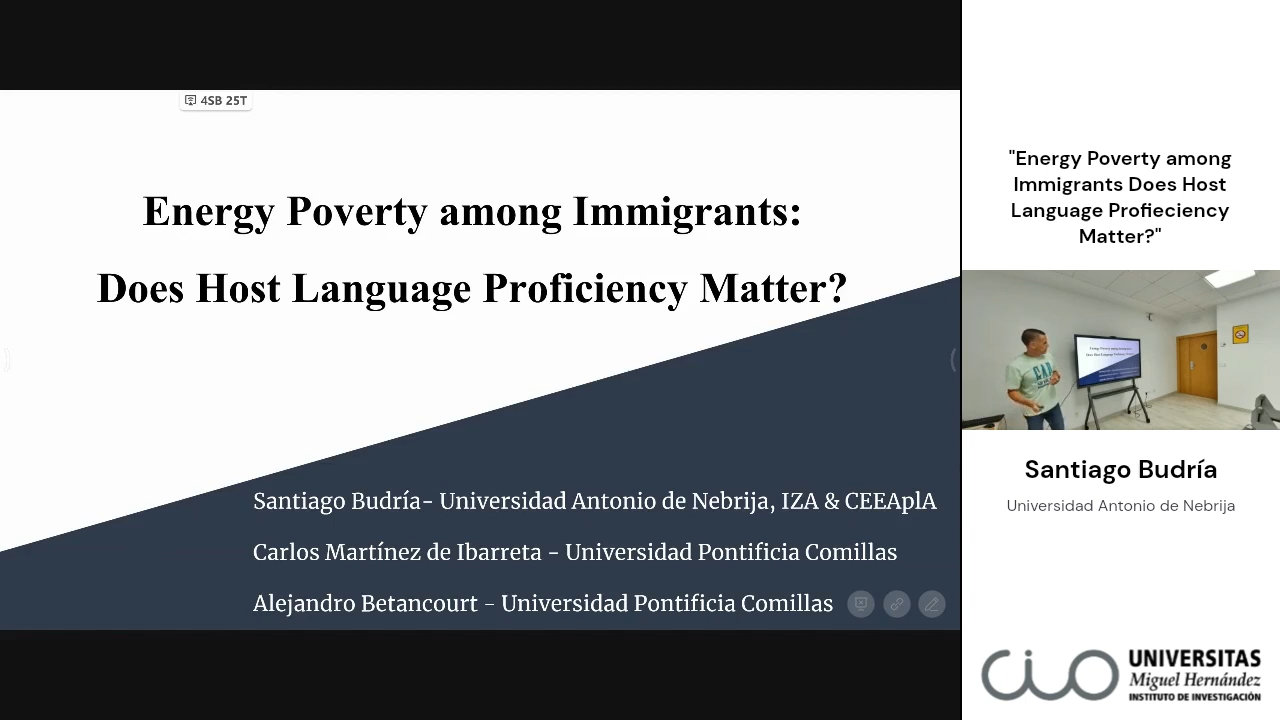 4SB 25T
Energy Poverty among Immigrants:
Does Host Language Proficiency Matter?
Santiago Budría- Universidad Antonio de Nebrija, IZA & CEEAplA
Carlos Martínez de Ibarreta - Universidad Pontificia Comillas
Alejandro Betancourt - Universidad Pontificia Comillas
"Energy Poverty among
Immigrants Does Host
Language Profieciency
Matter?"
Santiago Budría
Universidad Antonio de Nebrija
cio
UNIVERSITAS
Miguel Hernández
INSTITUTO DE INVESTIGACIÓN